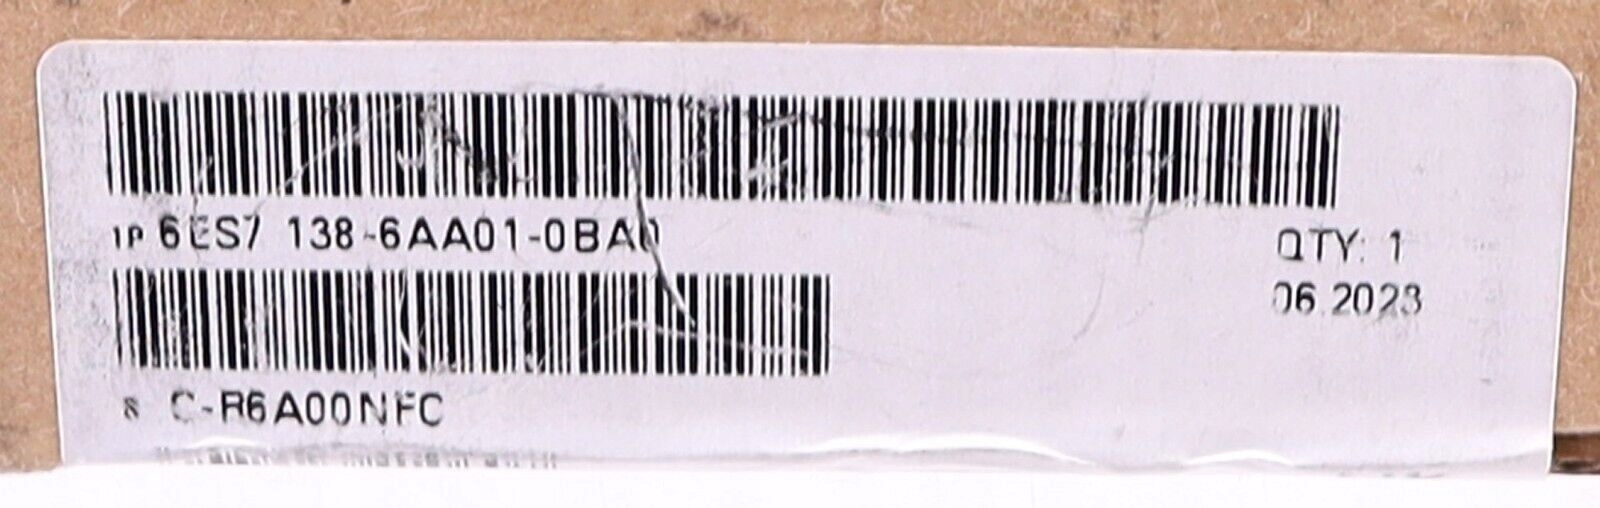 1P 6ES7 138-6AA01-0BA0
QTY: 1
06.2023
S C-R6A00NFC